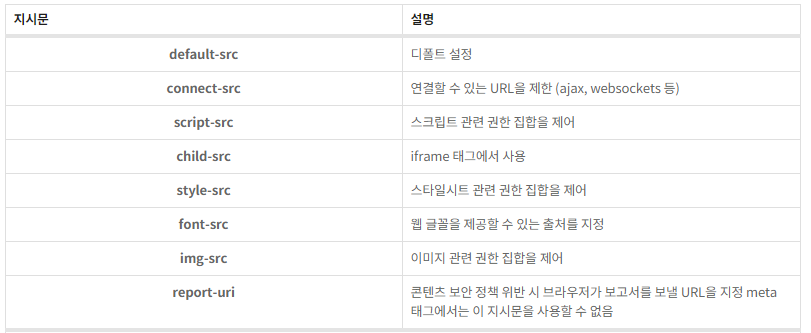 지시문 설명
default-src 디폴트 설정
connect-src 연결할 수 있는 URL을 제한 (ajax, websockets 등)
script-src 스크립트 관련 권한 집합을 제어
child-src iframe 태그에서 사용
style-src 스타일시트 관련 권한 집합을 제어
font-src 웹 글꼴을 제공할 수 있는 출처를 지정
img-src 이미지 관련 권한 집합을 제어
report-uri 콘텐츠 보안 정책 위반 시 브라우저가 보고서를 보낼 URL을 지정 meta
태그에서는 이 지시문을 사용할 수 없음